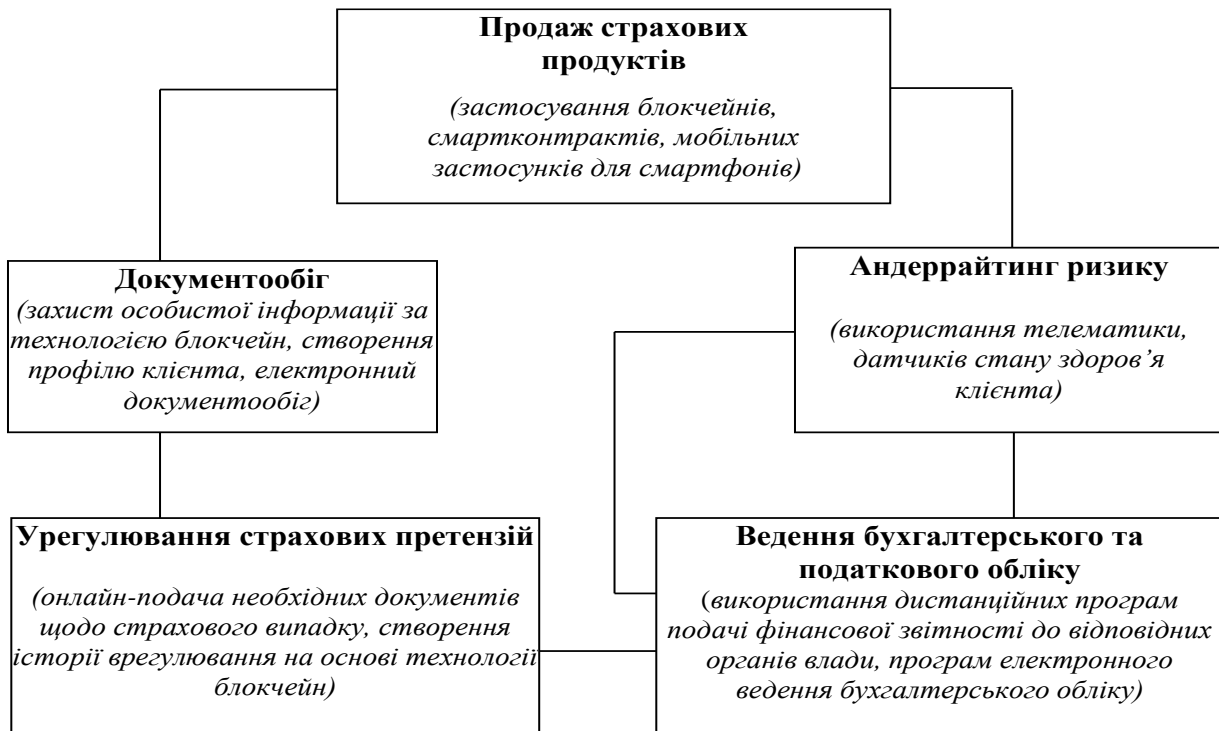 Продаж страхових
продуктів
(застосування блокчейнів,
смартконтрактів, мобільних
застосунків для смартфонів)
Документообіг
(захист особистої інформації за
технологією блокчейн, створення
профілю клієнта, електронний
документообіг)
Андеррайтинг ризику
(використання телематики,
датчиків стану здоров’я
клієнта)
Урегулювання страхових претензій
(онлайн-подача необхідних документів
щодо страхового випадку, створення
історії врегулювання на основі технології
блокчейн)
Ведення бухгалтерського та
податкового обліку
(використання дистанційних програм
подачі фінансової звітності до відповідних
органів влади, програм електронного
ведення бухгалтерського обліку)